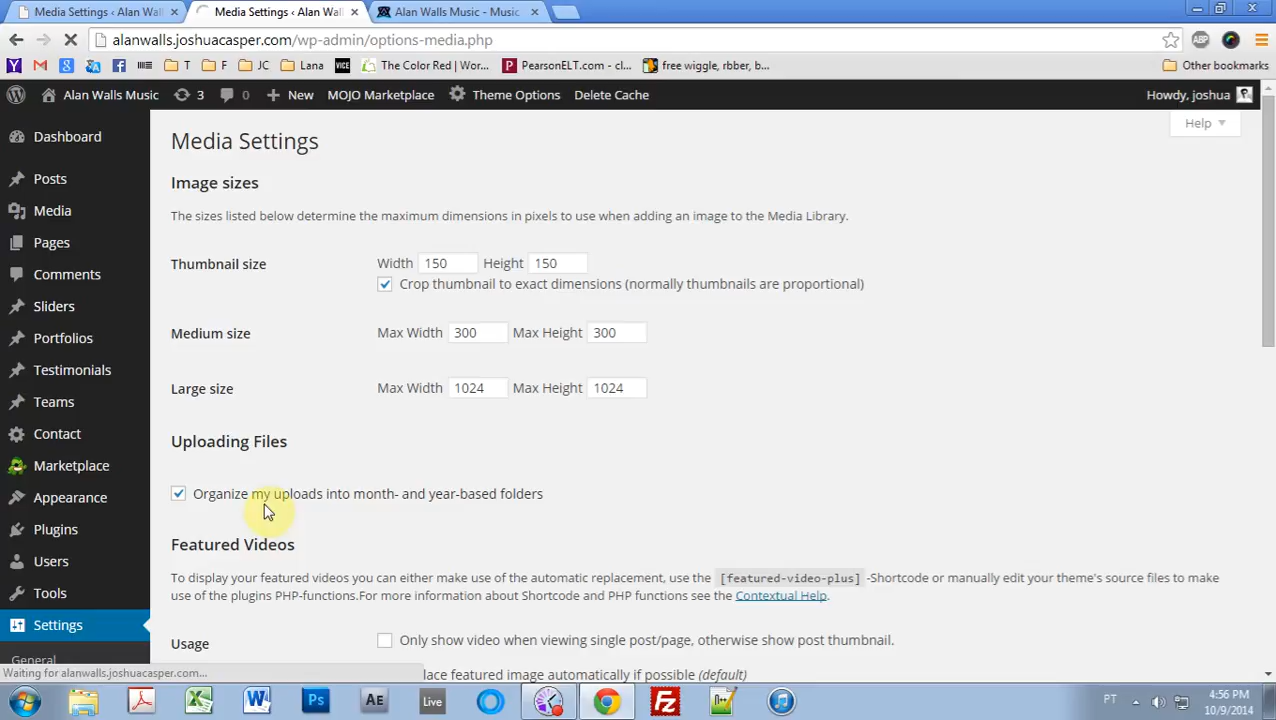 Media Settings ‹ Alan Wall
Media Settings ‹ Alan Wall
Alan Walls Music - Music
alanwalls.joshuacasper.com/wp-admin/options-media.php
T
F
JC
Lana
VICE
The Color Red | Wor...
PearsonELT.com - cl...
free wiggle, rbber, b...
Other bookmarks
Alan Walls Music
3
0
New
MOJO Marketplace
Theme Options
Delete Cache
Howdy, joshua
Help
Dashboard
Posts
Media
Pages
Comments
Sliders
Portfolios
Testimonials
Teams
Contact
Marketplace
Appearance
Plugins
Users
Tools
Settings
General
Media Settings
Image sizes
The sizes listed below determine the maximum dimensions in pixels to use when adding an image to the Media Library.
Thumbnail size Width 150 Height 150
Crop thumbnail to exact dimensions (normally thumbnails are proportional)
Medium size Max Width 300 Max Height 300
Large size Max Width 1024 Max Height 1024
Uploading Files
Organize my uploads into month- and year-based folders
Featured Videos
To display your featured videos you can either make use of the automatic replacement, use the [featured-video-plus] -Shortcode or manually edit your theme's source files to make
use of the plugins PHP-functions.For more information about Shortcode and PHP functions see the Contextual Help.
Usage Only show video when viewing single post/page, otherwise show post thumbnail.
lace featured image automatically if possible (default)
Waiting for alanwalls.joshuacasper.com...
Ps
Ae
Live
PT
4:56 PM
10/9/2014